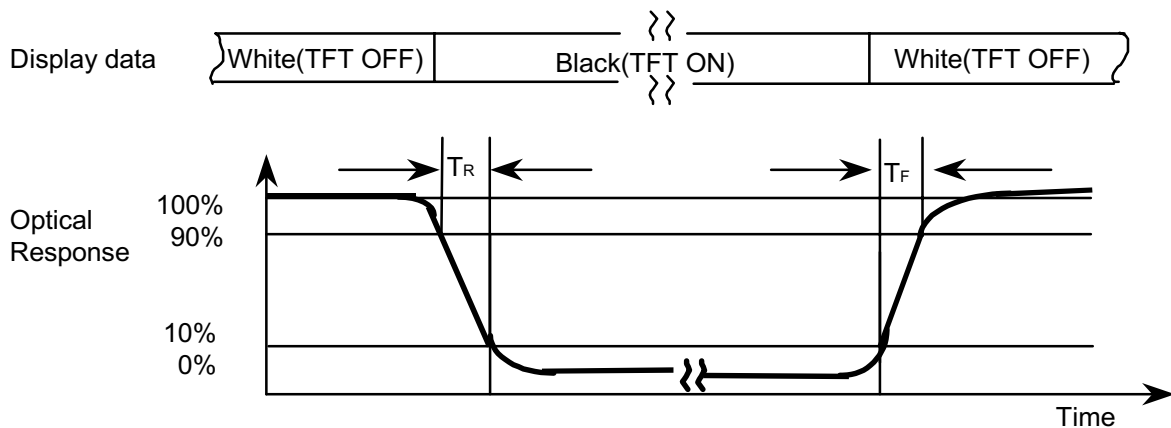 Display data
White(TFT OFF)
Black(TFT ON)
White(TFT OFF)
TR
TF
Optical
Response
100%
90%
10%
0%
Time